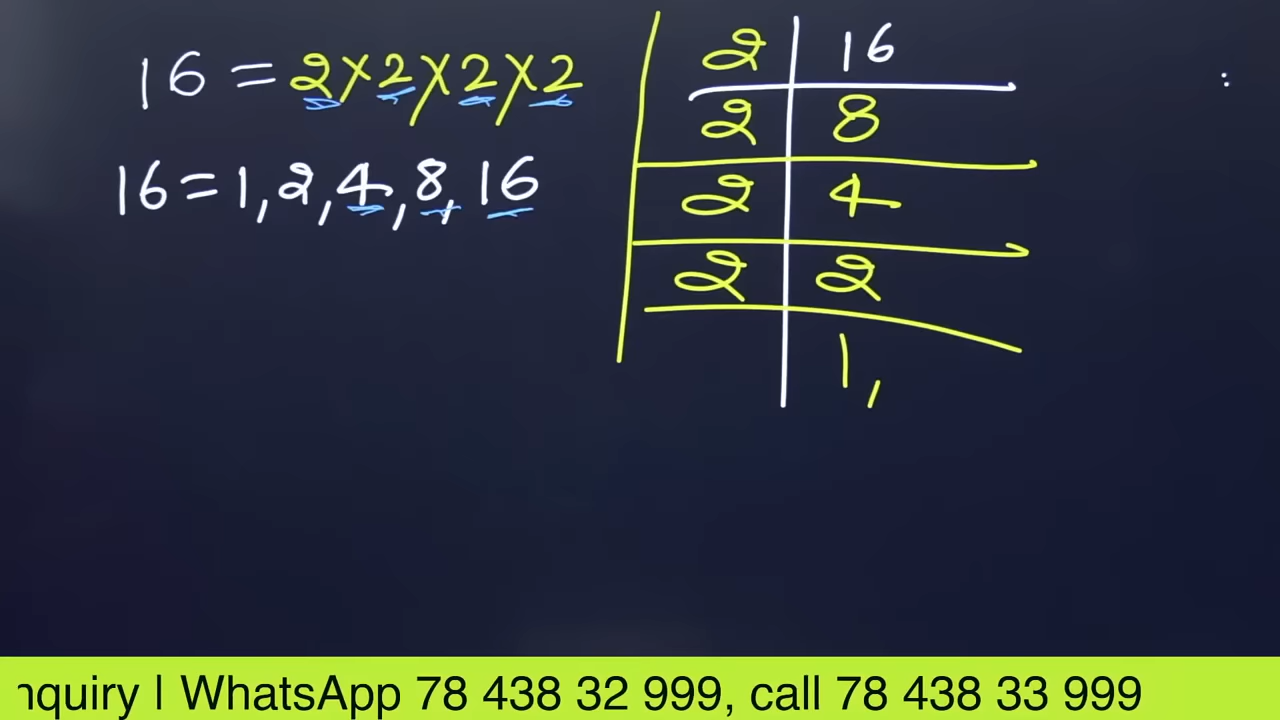 16 = 2×2×2×2
16 = 1, 2, 4, 8, 16
2 | 16
2 | 8
2 | 4
2 | 2
1,
nquiry | WhatsApp 78 438 32 999, call 78 438 33 999